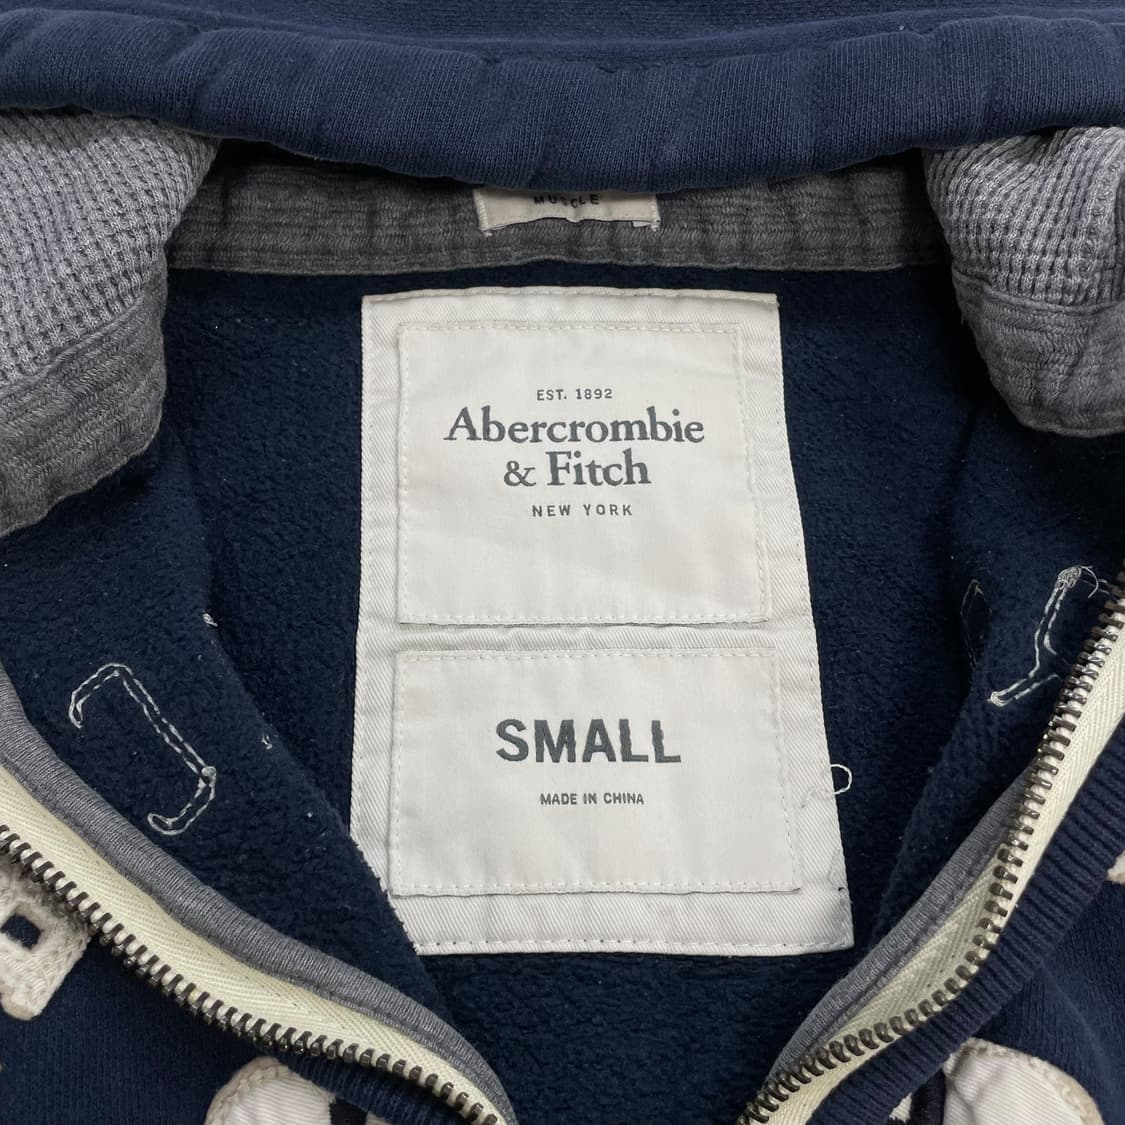 MUSCLE
EST. 1892
Abercrombie
& Fitch
NEW YORK
SMALL
MADE IN CHINA